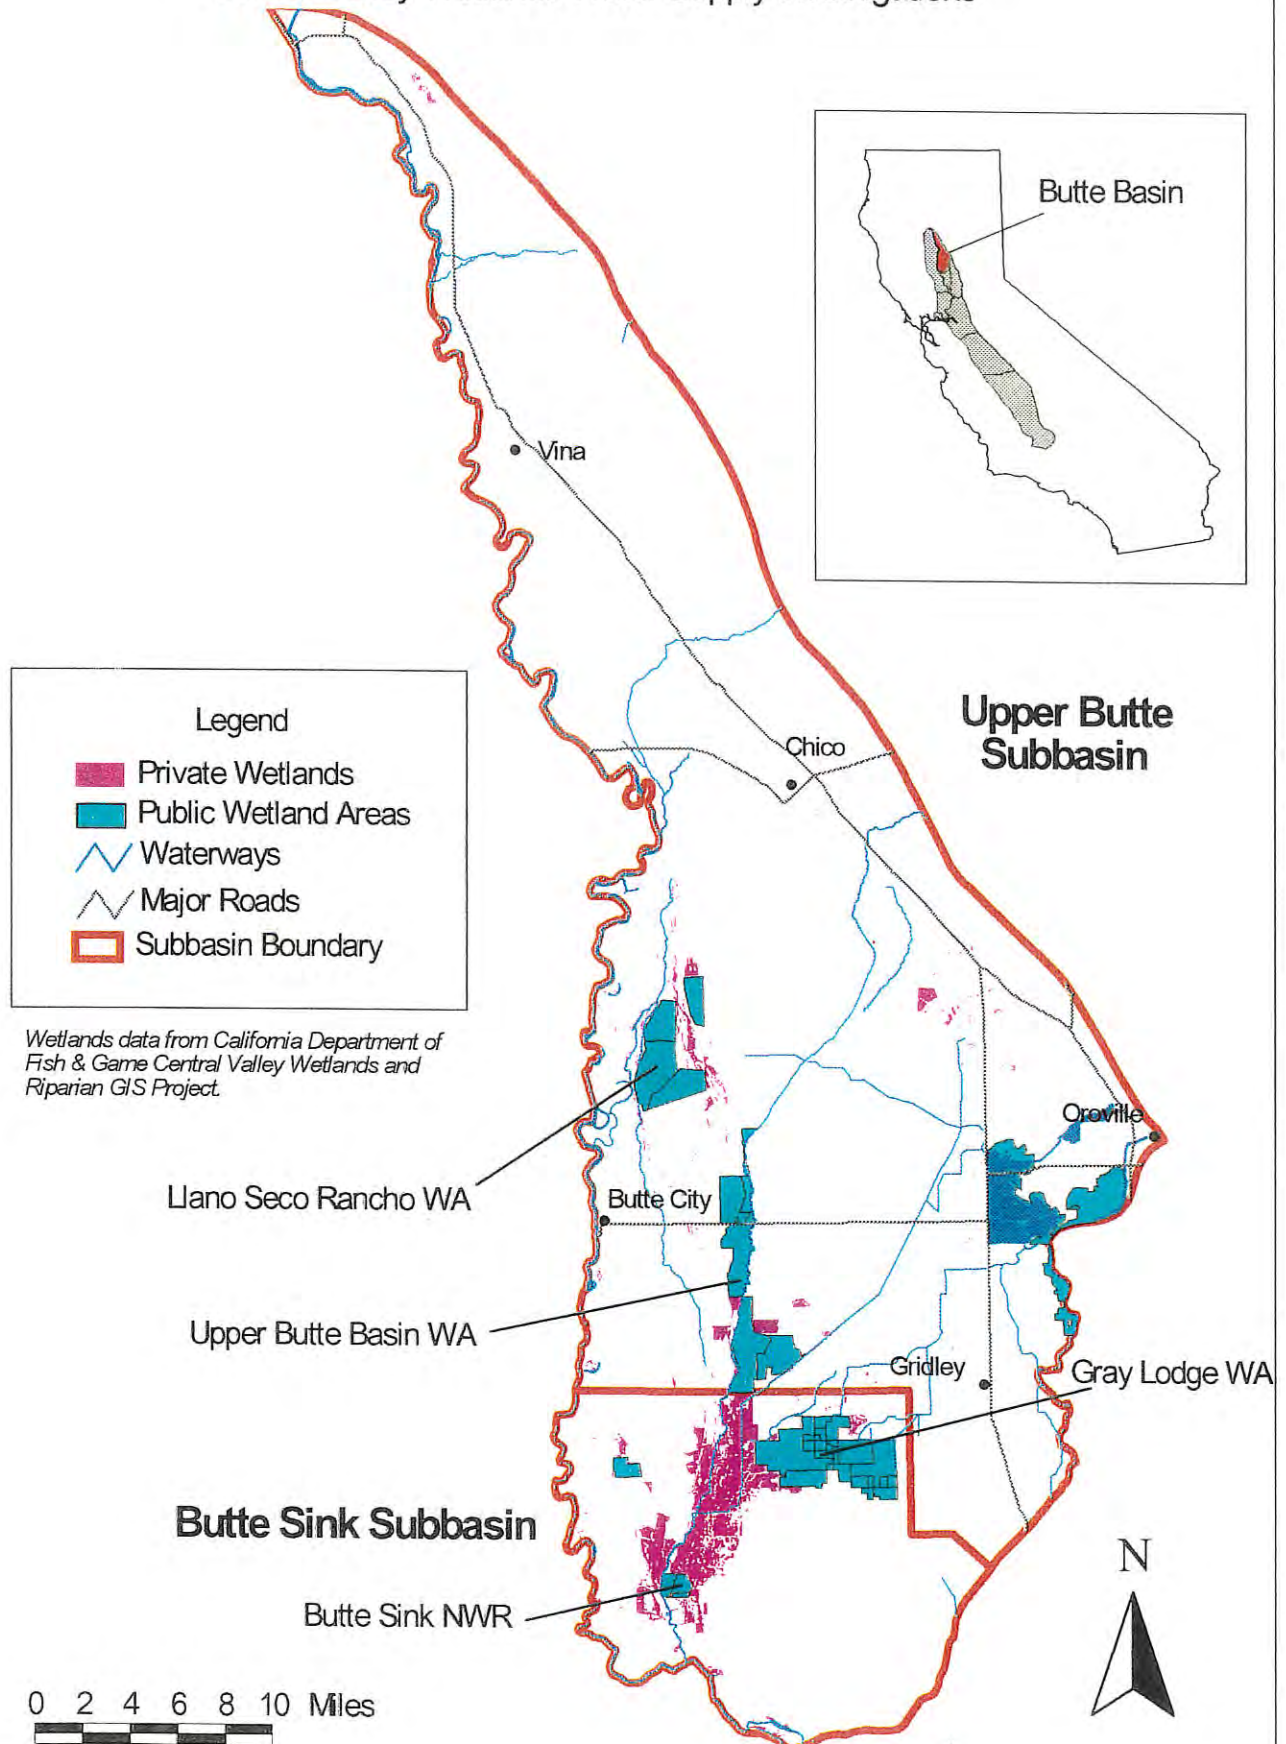 Butte Basin
Vina
Upper Butte
Subbasin
Chico
Legend
Private Wetlands
Public Wetland Areas
Waterways
Major Roads
Subbasin Boundary
Wetlands data from California Department of
Fish & Game Central Valley Wetlands and
Riparian GIS Project.
Oroville
Llano Seco Rancho WA
Butte City
Upper Butte Basin WA
Gridley
Gray Lodge WA
Butte Sink Subbasin
N
Butte Sink NWR
0 2 4 6 8 10 Miles